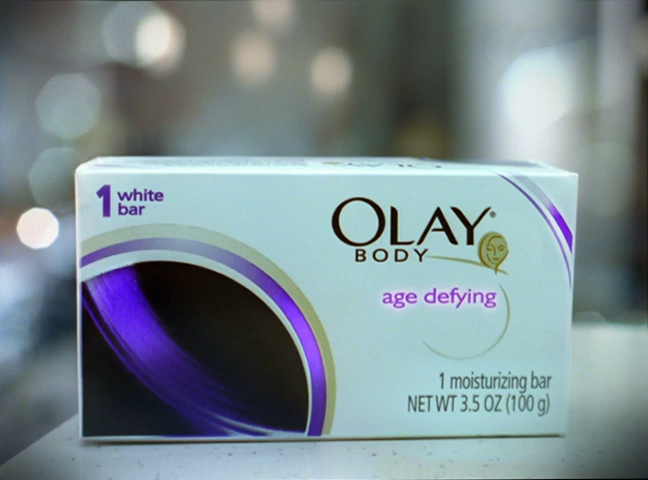 1 white
bar
OLAY®
BODY
age defying
1 moisturizing bar
NET WT 3.5 OZ (100 g)